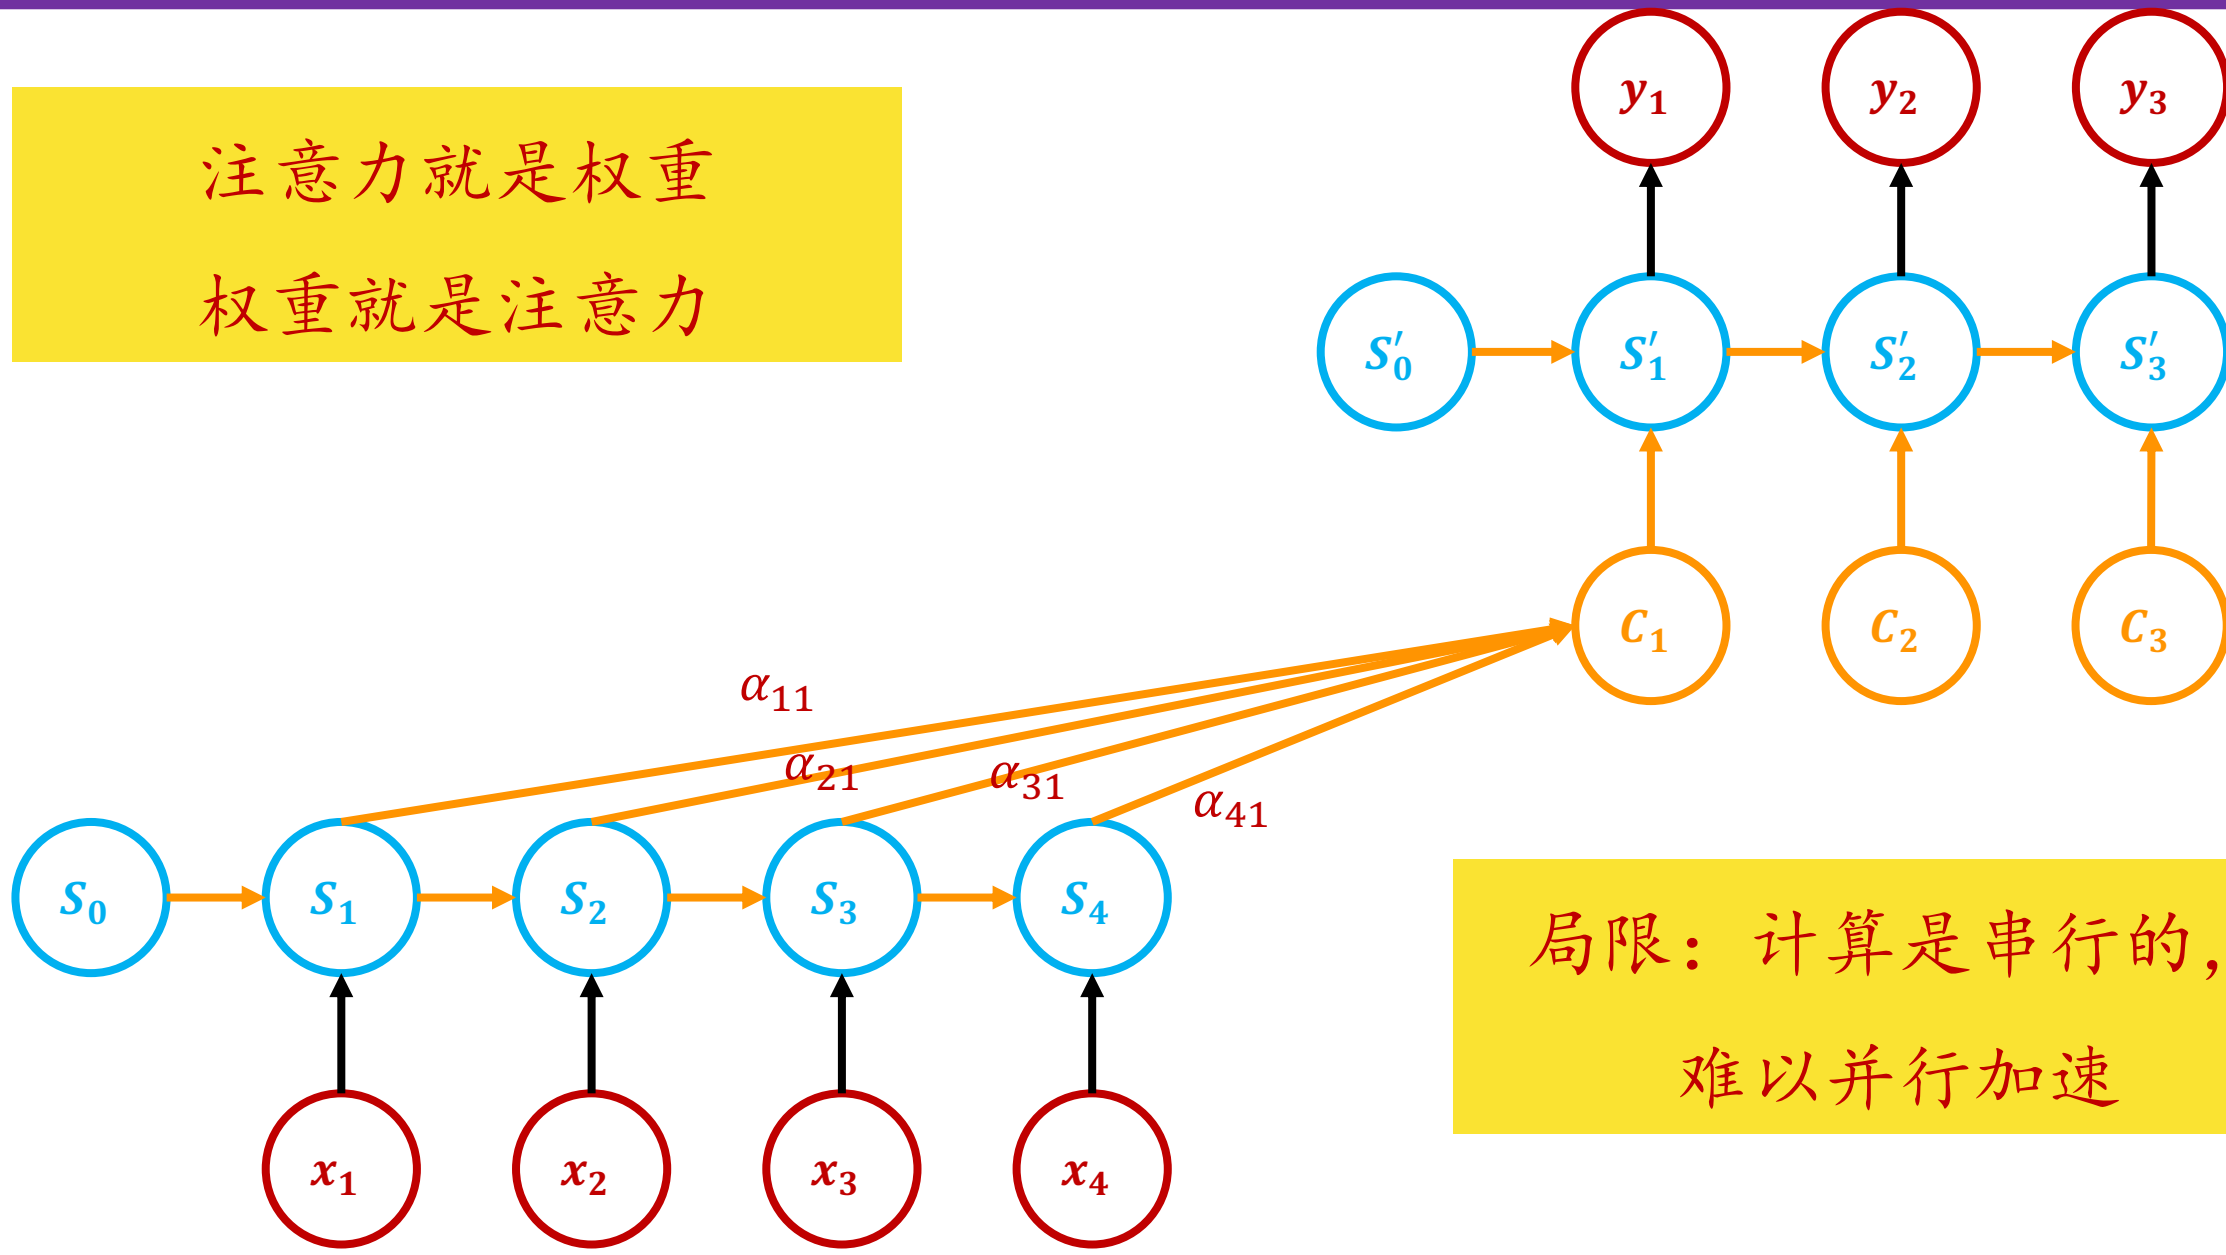 y₁ y₂ y₃
注意力就是权重
权重就是注意力
S′₀ S′₁ S′₂ S′₃
C₁ C₂ C₃
α₁₁
α₂₁ α₃₁ α₄₁
S₀ S₁ S₂ S₃ S₄
局限：计算是串行的，
难以并行加速
x₁ x₂ x₃ x₄